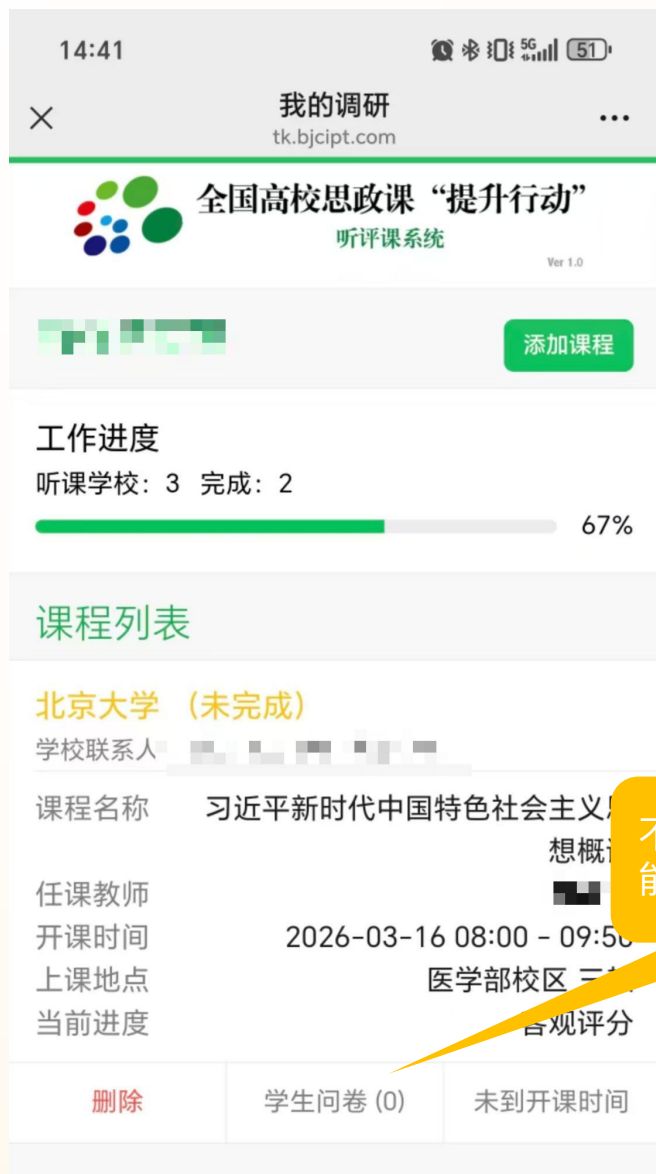 14:41
5G
51
我的调研
tk.bjcipt.com
全国高校思政课“提升行动”
听评课系统
Ver 1.0
添加课程
工作进度
听课学校：3 完成：2
67%
课程列表
北京大学 （未完成）
学校联系人
课程名称 习近平新时代中国特色社会主义
想概
任课教师
开课时间 2026-03-16 08:00 - 09:50
上课地点 医学部校区
当前进度 客观评分
删除 学生问卷 (0) 未到开课时间